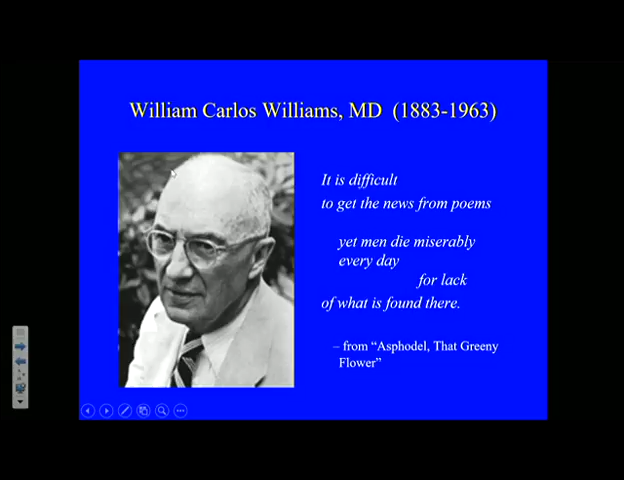 William Carlos Williams, MD (1883-1963)
It is difficult
to get the news from poems
yet men die miserably
every day
for lack
of what is found there.
– from “Asphodel, That Greeny
Flower”